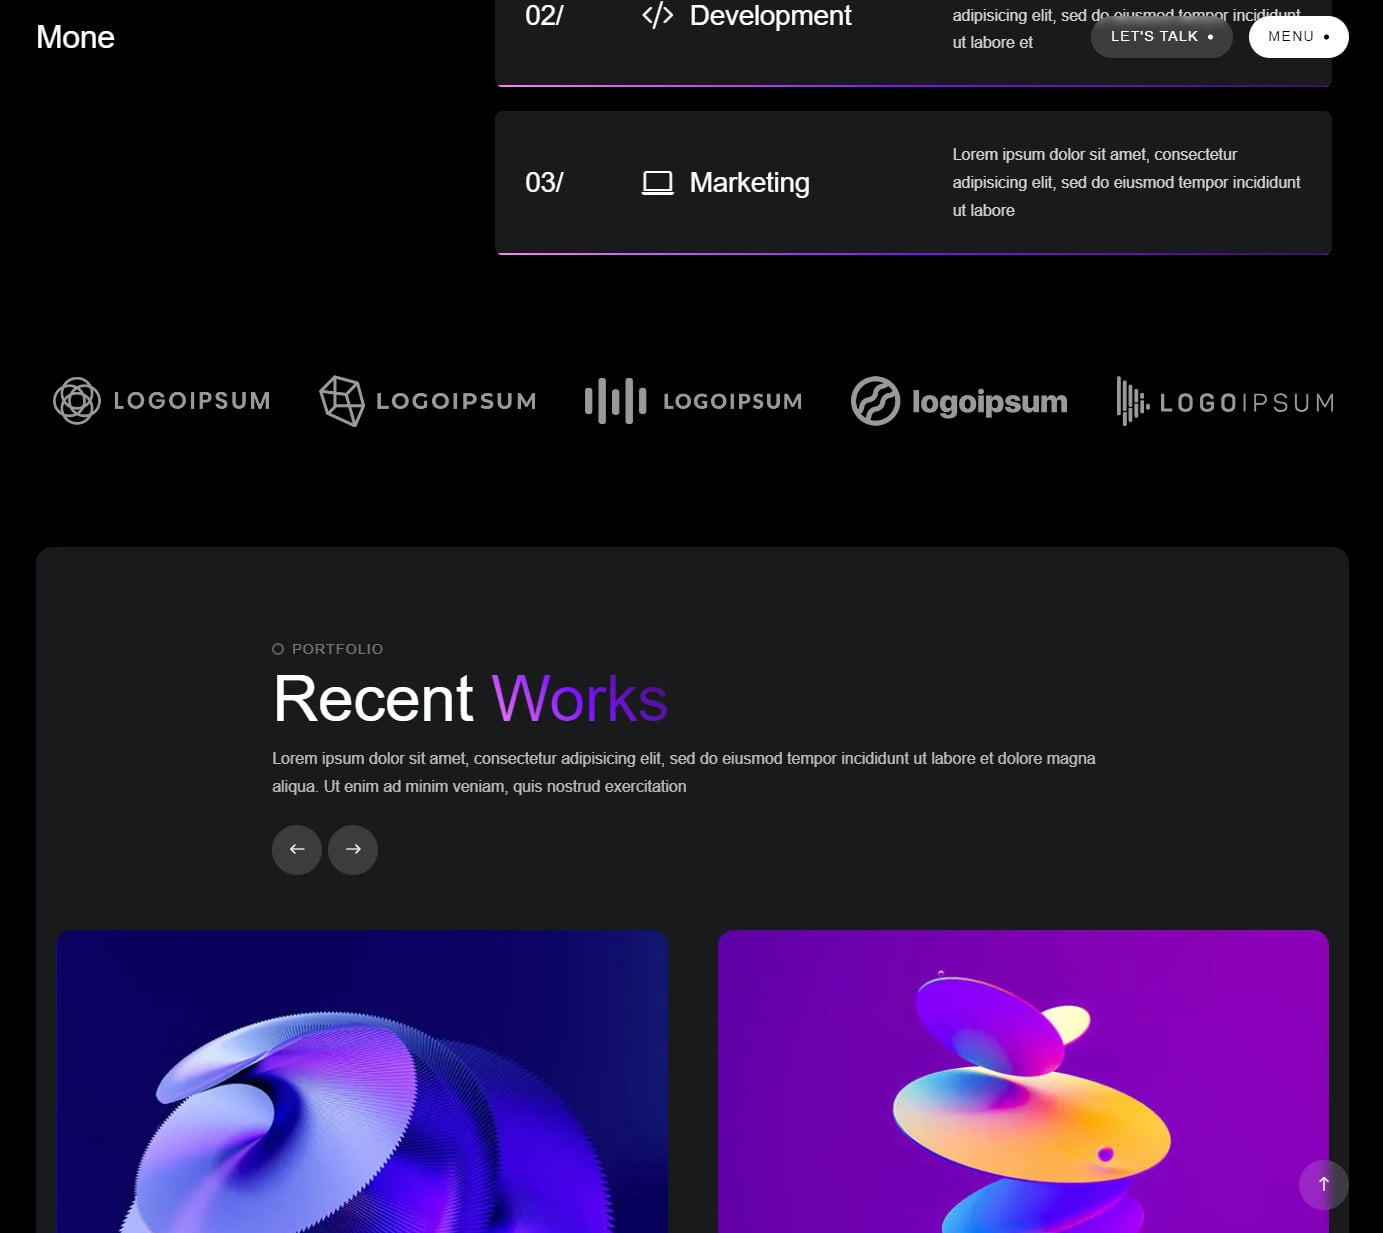 Mone
02/
Development
adipisicing elit, sed do eiusmod tempor incididunt
ut labore et
LET'S TALK
MENU
03/
Marketing
Lorem ipsum dolor sit amet, consectetur
adipisicing elit, sed do eiusmod tempor incididunt
ut labore
LOGOIPSUM
LOGOIPSUM
LOGOIPSUM
logoipsum
LOGOIPSUM
PORTFOLIO
Recent Works
Lorem ipsum dolor sit amet, consectetur adipisicing elit, sed do eiusmod tempor incididunt ut labore et dolore magna
aliqua. Ut enim ad minim veniam, quis nostrud exercitation